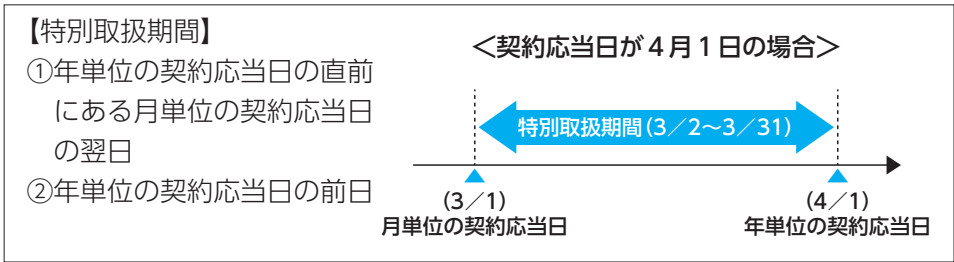 【特別取扱期間】
①年単位の契約応当日の直前
にある月単位の契約応当日
の翌日
②年単位の契約応当日の前日
＜契約応当日が４月１日の場合＞
特別取扱期間(3／2～3／31)
(3／1)
月単位の契約応当日
(4／1)
年単位の契約応当日